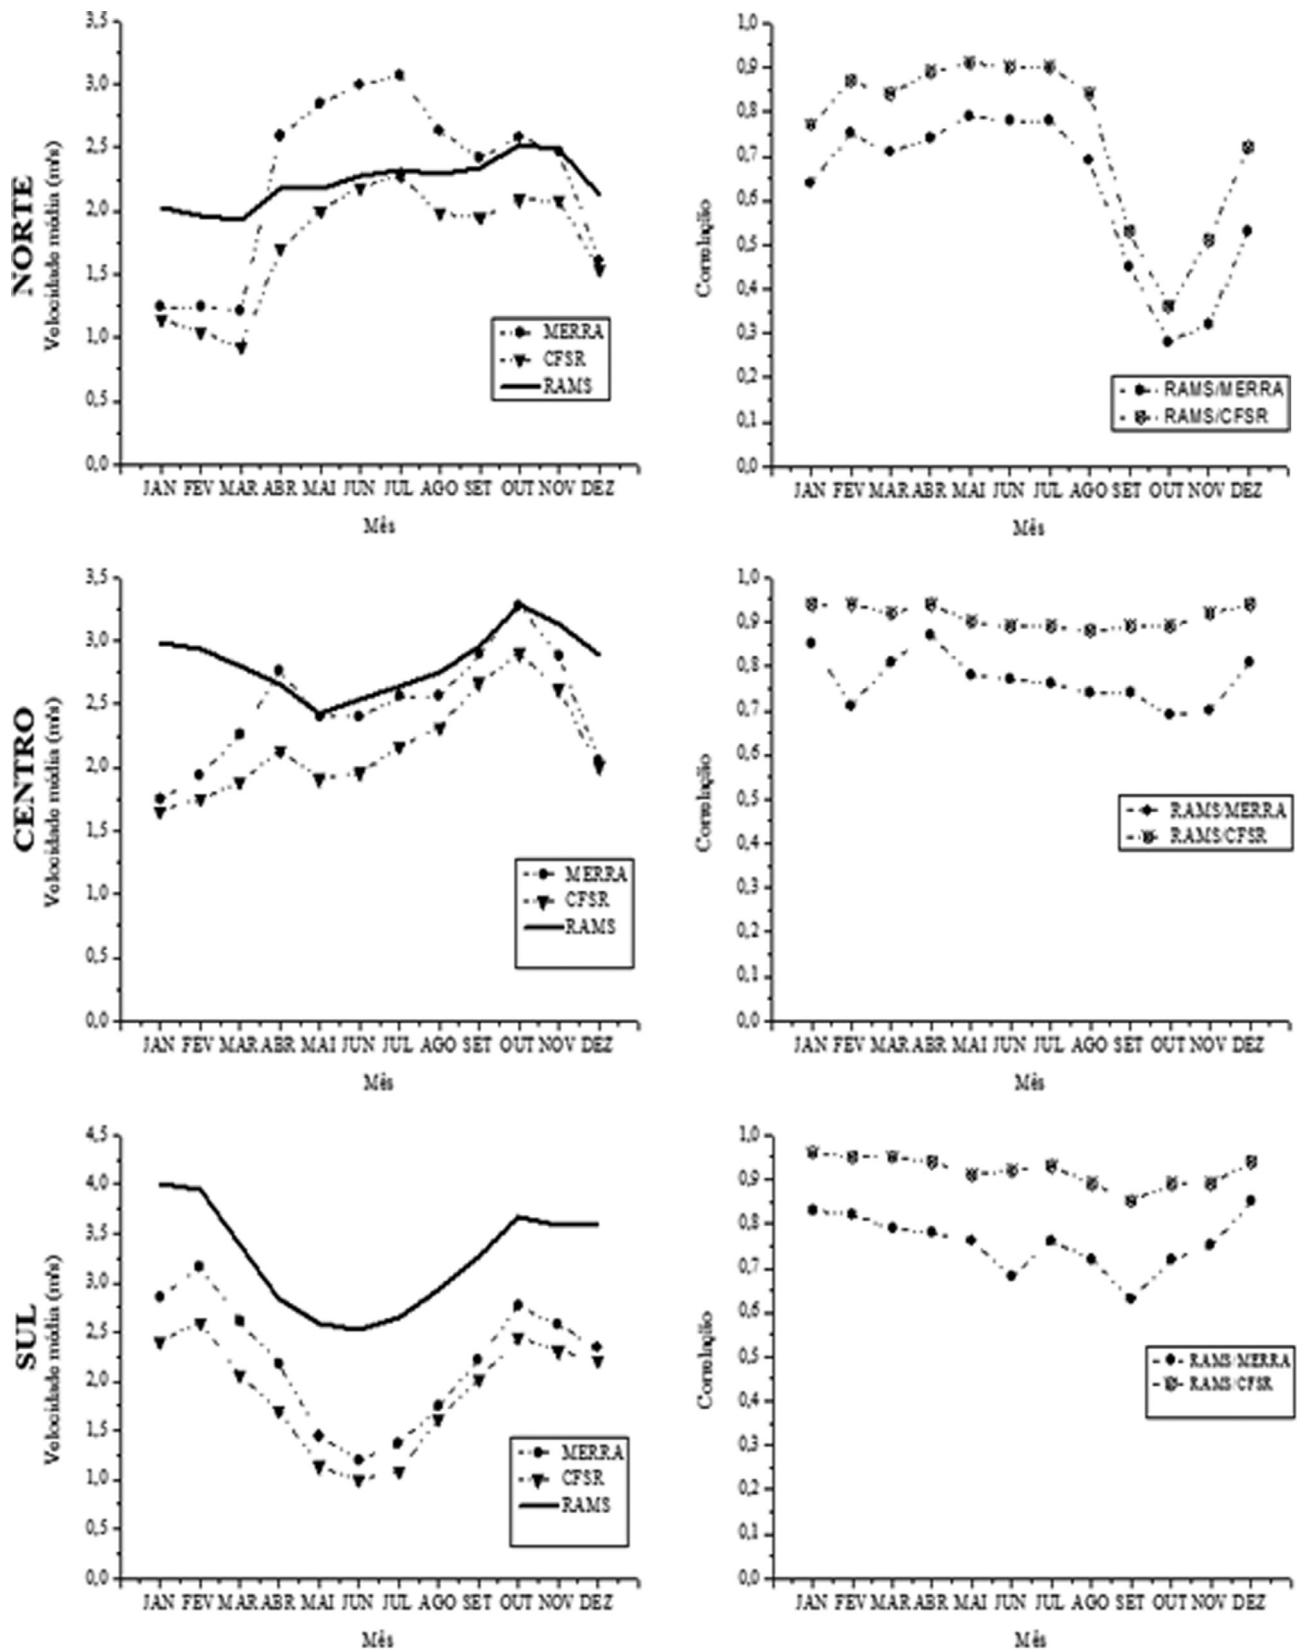 NORTE
Velocidade média (m/s)
3,5
3,0
2,5
2,0
1,5
1,0
0,5
0,0
MERRA
CFSR
RAMS
JAN FEV MAR ABR MAI JUN JUL AGO SET OUT NOV DEZ
Mês
Correlação
1,0
0,9
0,8
0,7
0,6
0,5
0,4
0,3
0,2
0,1
0,0
RAMS/MERRA
RAMS/CFSR
JAN FEV MAR ABR MAI JUN JUL AGO SET OUT NOV DEZ
Mês
CENTRO
Velocidade média (m/s)
3,5
3,0
2,5
2,0
1,5
1,0
0,5
0,0
MERRA
CFSR
RAMS
JAN FEV MAR ABR MAI JUN JUL AGO SET OUT NOV DEZ
Mês
Correlação
1,0
0,9
0,8
0,7
0,6
0,5
0,4
0,3
0,2
0,1
0,0
RAMS/MERRA
RAMS/CFSR
JAN FEV MAR ABR MAI JUN JUL AGO SET OUT NOV DEZ
Mês
SUL
Velocidade média (m/s)
4,5
4,0
3,5
3,0
2,5
2,0
1,5
1,0
0,5
0,0
MERRA
CFSR
RAMS
JAN FEV MAR ABR MAI JUN JUL AGO SET OUT NOV DEZ
Mês
Correlação
1,0
0,9
0,8
0,7
0,6
0,5
0,4
0,3
0,2
0,1
0,0
RAMS/MERRA
RAMS/CFSR
JAN FEV MAR ABR MAI JUN JUL AGO SET OUT NOV DEZ
Mês